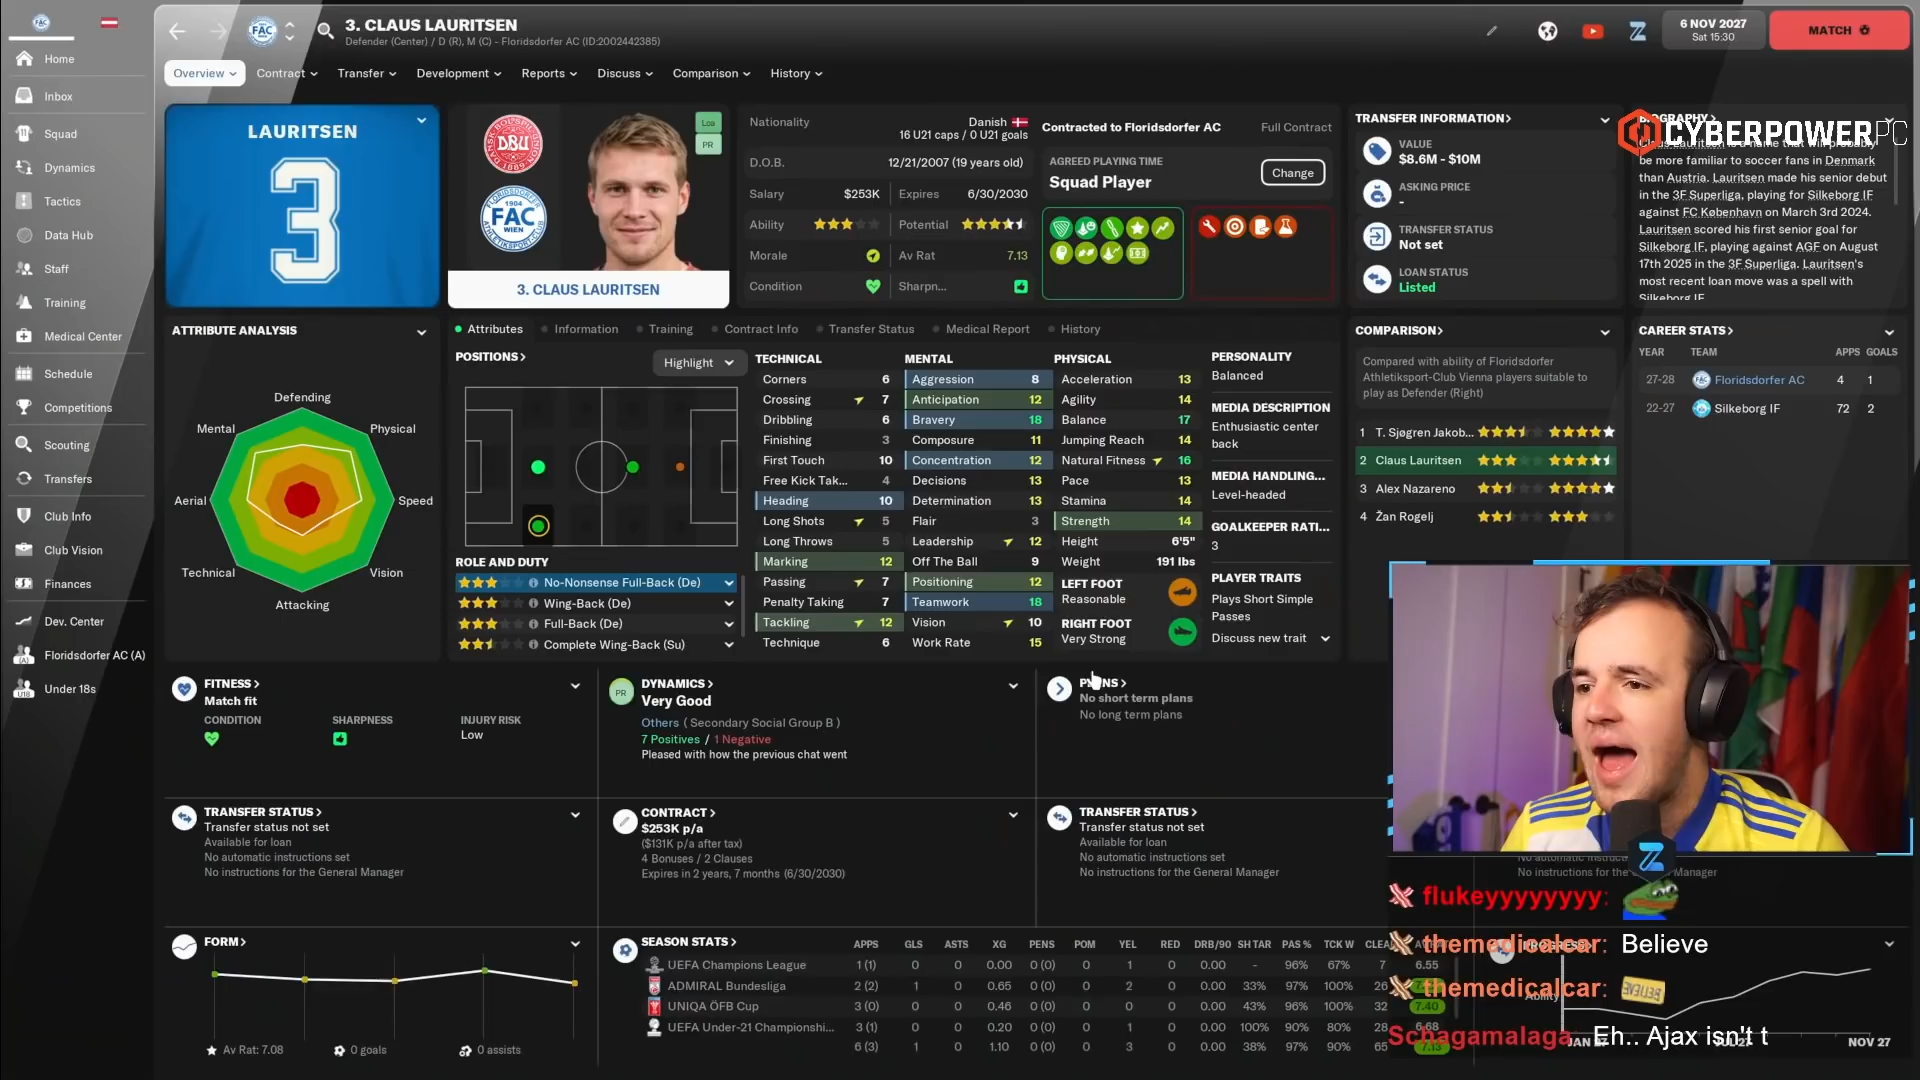 3. CLAUS LAURITSEN
Defender (Center) / D (R), M (C) - Floridsdorfer AC (ID:2002442385)
6 NOV 2027
Sat 15:30
MATCH
Home
Inbox
Squad
Dynamics
Tactics
Data Hub
Staff
Training
Medical Center
Schedule
Competitions
Scouting
Transfers
Club Info
Club Vision
Finances
Dev. Center
Floridsdorfer AC (A)
Under 18s
Overview
Contract
Transfer
Development
Reports
Discuss
Comparison
History
LAURITSEN
3
DBU
1904
FAC
WIEN
3. CLAUS LAURITSEN
Loa
PR
Nationality Danish
16 U21 caps / 0 U21 goals
D.O.B. 12/21/2007 (19 years old)
Salary $253K Expires 6/30/2030
Ability Potential
Morale Av Rat 7.13
Condition Sharpn...
Contracted to Floridsdorfer AC Full Contract
AGREED PLAYING TIME
Squad Player
Change
TRANSFER INFORMATION>
VALUE
$8.6M - $10M
ASKING PRICE
-
TRANSFER STATUS
Not set
LOAN STATUS
Listed
CYBERPOWERPC
be more familiar to soccer fans in Denmark
than Austria. Lauritsen made his senior debut
in the 3F Superliga, playing for Silkeborg IF
against FC København on March 3rd 2024.
Lauritsen scored his first senior goal for
Silkeborg IF, playing against AGF on August
17th 2025 in the 3F Superliga. Lauritsen's
most recent loan move was a spell with
Silkeborg IF
ATTRIBUTE ANALYSIS
Defending
Mental
Physical
Aerial
Speed
Technical
Vision
Attacking
Attributes
Information
Training
Contract Info
Transfer Status
Medical Report
History
POSITIONS>
Highlight
ROLE AND DUTY
No-Nonsense Full-Back (De)
Wing-Back (De)
Full-Back (De)
Complete Wing-Back (Su)
TECHNICAL
Corners 6
Crossing 7
Dribbling 6
Finishing 3
First Touch 10
Free Kick Tak... 4
Heading 10
Long Shots 5
Long Throws 5
Marking 12
Passing 7
Penalty Taking 7
Tackling 12
Technique 6
MENTAL
Aggression 8
Anticipation 12
Bravery 18
Composure 11
Concentration 12
Decisions 13
Determination 13
Flair 3
Leadership 12
Off The Ball 9
Positioning 12
Teamwork 18
Vision 10
Work Rate 15
PHYSICAL
Acceleration 13
Agility 14
Balance 17
Jumping Reach 14
Natural Fitness 16
Pace 13
Stamina 14
Strength 14
Height 6'5"
Weight 191 lbs
LEFT FOOT
Reasonable
RIGHT FOOT
Very Strong
PERSONALITY
Balanced
MEDIA DESCRIPTION
Enthusiastic center
back
MEDIA HANDLING...
Level-headed
GOALKEEPER RATI...
3
PLAYER TRAITS
Plays Short Simple
Passes
Discuss new trait
COMPARISON>
Compared with ability of Floridsdorfer
Athletiksport-Club Vienna players suitable to
play as Defender (Right)
1 T. Sjøgren Jakob...
2 Claus Lauritsen
3 Alex Nazareno
4 Žan Rogelj
CAREER STATS>
YEAR TEAM APPS GOALS
27-28 Floridsdorfer AC 4 1
22-27 Silkeborg IF 72 2
FITNESS>
Match fit
CONDITION SHARPNESS INJURY RISK
Low
PR
DYNAMICS>
Very Good
Others ( Secondary Social Group B )
7 Positives / 1 Negative
Pleased with how the previous chat went
No short term plans
No long term plans
TRANSFER STATUS>
Transfer status not set
Available for loan
No automatic instructions set
No instructions for the General Manager
CONTRACT>
$253K p/a
($131K p/a after tax)
4 Bonuses / 2 Clauses
Expires in 2 years, 7 months (6/30/2030)
TRANSFER STATUS>
Transfer status not set
Available for loan
No automatic instructions set
No instructions for the General Manager
FORM>
Av Rat: 7.08
0 goals
0 assists
SEASON STATS> APPS GLS ASTS XG PENS POM YEL RED DRB/90 SH TAR PAS % TCK W CLEA
UEFA Champions League 1 (1) 0 0 0.00 0 (0) 0 1 0 0.00 - 96% 67% 7 6.55
ADMIRAL Bundesliga 2 (2) 1 0 0.65 0 (0) 0 2 0 0.00 33% 97% 100% 26
UNIQA ÖFB Cup 3 (0) 0 0 0.46 0 (0) 0 0 0 0.00 43% 96% 100% 32 7.40
UEFA Under-21 Championshi... 3 (1) 0 0 0.20 0 (0) 0 1 0 0.00 100% 90% 80% 28 6.68
6 (3) 1 0 1.10 0 (0) 0 3 0 0.00 38% 97% 90% 65 7.13
Ability
JAN 27
JUL 27
NOV 27
flukeyyyyyyyy:
themedicalcar: Believe
themedicalcar: BELIEVE
Schagamalaga: Eh.. Ajax isn't t